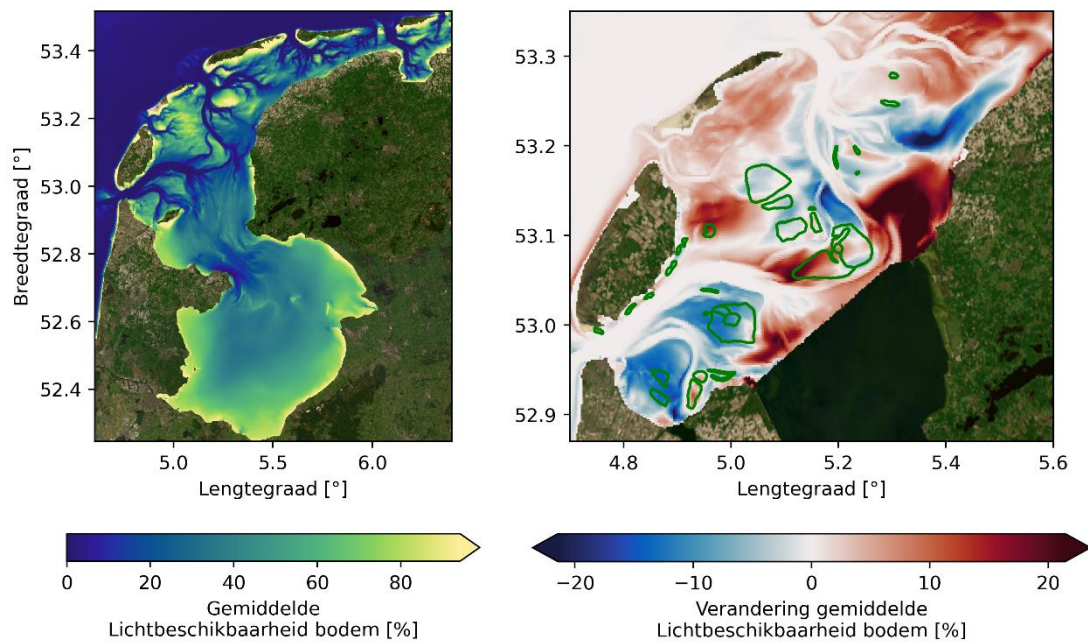 53.4
53.2
53.0
52.8
52.6
52.4
Breedtegraad [°]
5.0 5.5 6.0
Lengtegraad [°]
0 20 40 60 80
Gemiddelde
Lichtbeschikbaarheid bodem [%]
53.3
53.2
53.1
53.0
52.9
4.8 5.0 5.2 5.4 5.6
Lengtegraad [°]
−20 −10 0 10 20
Verandering gemiddelde
Lichtbeschikbaarheid bodem [%]